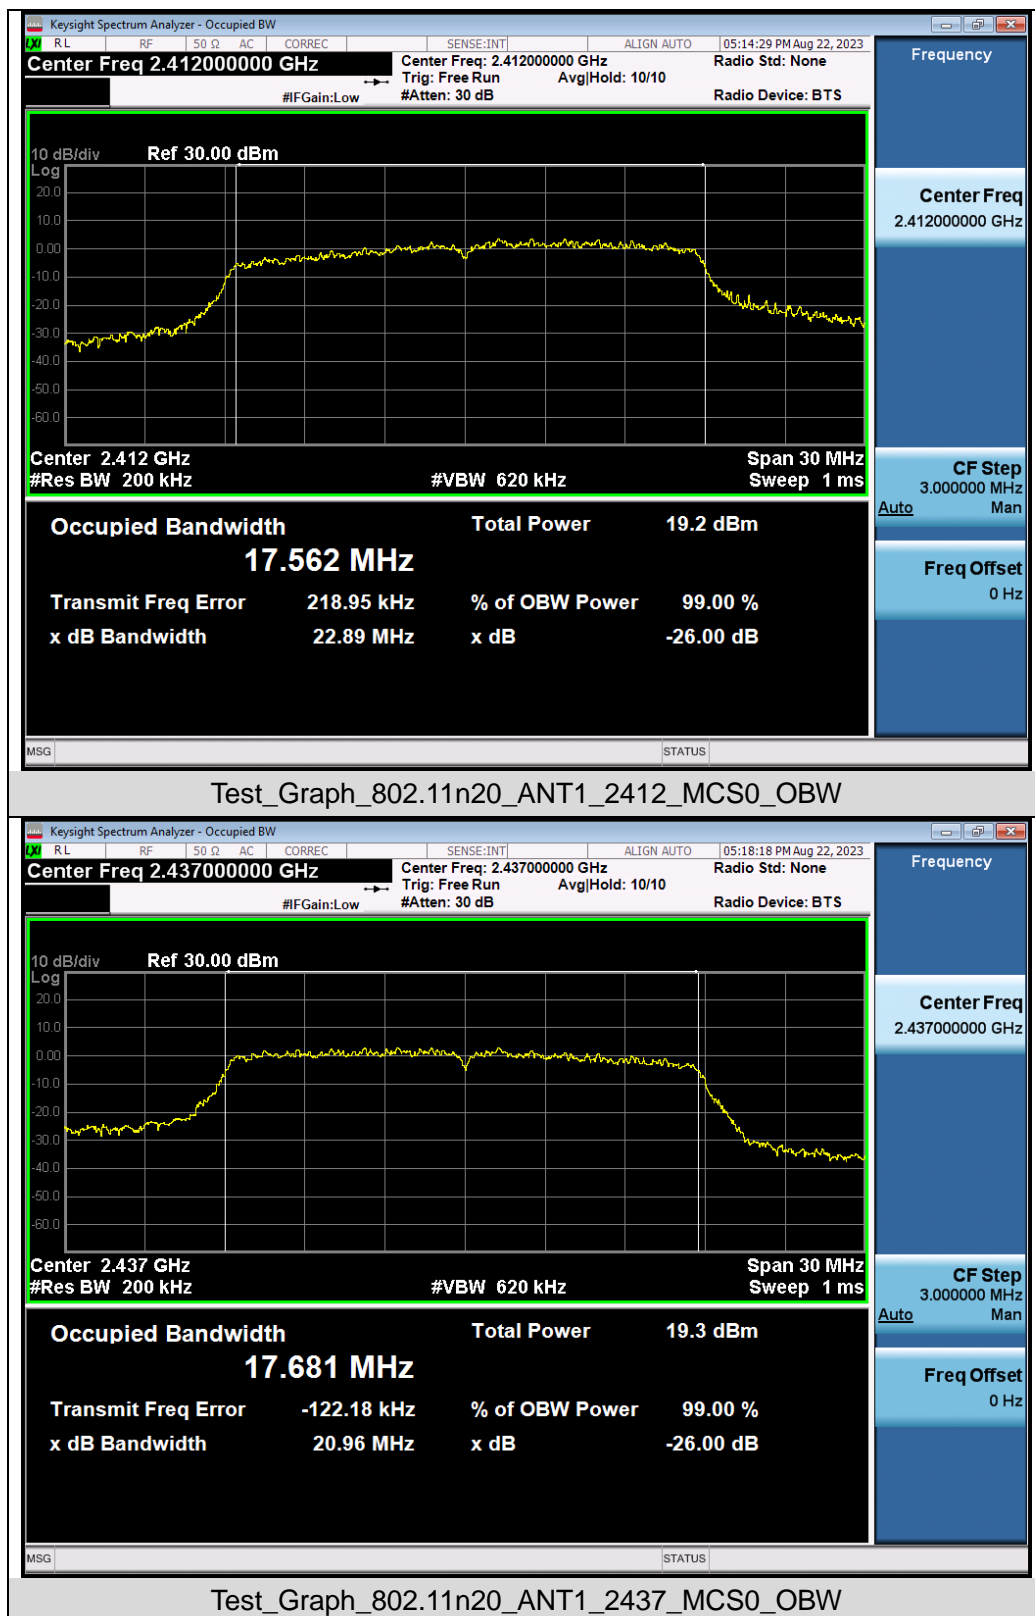 Keysight Spectrum Analyzer - Occupied BW
LXI RL RF 50 Ω AC CORREC SENSE:INT ALIGN AUTO 05:14:29 PM Aug 22, 2023
Center Freq 2.412000000 GHz
Center Freq: 2.412000000 GHz
Radio Std: None
Trig: Free Run Avg|Hold: 10/10
#IFGain:Low
#Atten: 30 dB
Radio Device: BTS
Frequency
10 dB/div Ref 30.00 dBm
Log
20.0
10.0
0.00
-10.0
-20.0
-30.0
-40.0
-50.0
-60.0
Center 2.412 GHz Span 30 MHz
#Res BW 200 kHz #VBW 620 kHz Sweep 1 ms
Center Freq
2.412000000 GHz
CF Step
3.000000 MHz
Auto Man
Freq Offset
0 Hz
Occupied Bandwidth Total Power 19.2 dBm
17.562 MHz
Transmit Freq Error 218.95 kHz % of OBW Power 99.00 %
x dB Bandwidth 22.89 MHz x dB -26.00 dB
MSG STATUS
Test_Graph_802.11n20_ANT1_2412_MCS0_OBW
Keysight Spectrum Analyzer - Occupied BW
LXI RL RF 50 Ω AC CORREC SENSE:INT ALIGN AUTO 05:18:18 PM Aug 22, 2023
Center Freq 2.437000000 GHz
Center Freq: 2.437000000 GHz
Radio Std: None
Trig: Free Run Avg|Hold: 10/10
#IFGain:Low
#Atten: 30 dB
Radio Device: BTS
Frequency
10 dB/div Ref 30.00 dBm
Log
20.0
10.0
0.00
-10.0
-20.0
-30.0
-40.0
-50.0
-60.0
Center 2.437 GHz Span 30 MHz
#Res BW 200 kHz #VBW 620 kHz Sweep 1 ms
Center Freq
2.437000000 GHz
CF Step
3.000000 MHz
Auto Man
Freq Offset
0 Hz
Occupied Bandwidth Total Power 19.3 dBm
17.681 MHz
Transmit Freq Error -122.18 kHz % of OBW Power 99.00 %
x dB Bandwidth 20.96 MHz x dB -26.00 dB
MSG STATUS
Test_Graph_802.11n20_ANT1_2437_MCS0_OBW